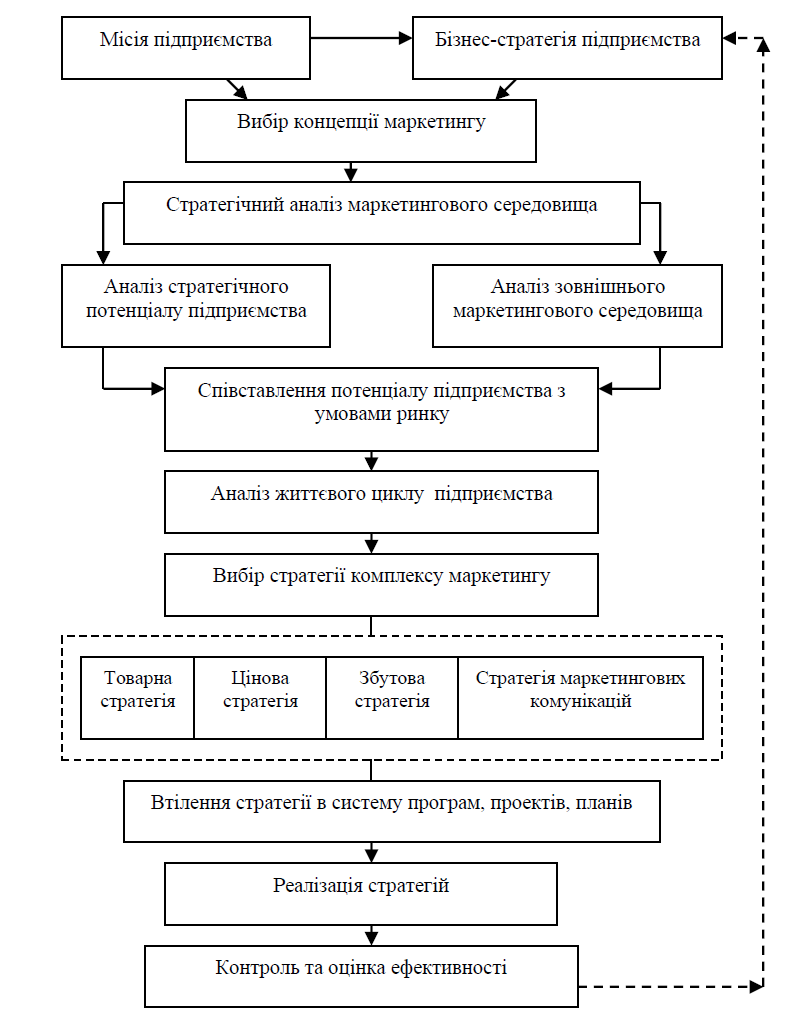 Місія підприємства
Бізнес-стратегія підприємства
Вибір концепції маркетингу
Стратегічний аналіз маркетингового середовища
Аналіз стратегічного
потенціалу підприємства
Аналіз зовнішнього
маркетингового середовища
Співставлення потенціалу підприємства з
умовами ринку
Аналіз життєвого циклу  підприємства
Вибір стратегії комплексу маркетингу
Товарна
стратегія
Цінова
стратегія
Збутова
стратегія
Стратегія маркетингових
комунікацій
Втілення стратегії в систему програм, проектів, планів
Реалізація стратегій
Контроль та оцінка ефективності